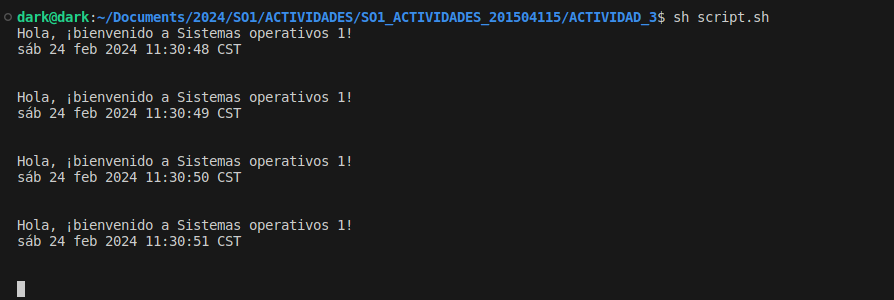 dark@dark:~/Documents/2024/SO1/ACTIVIDADES/SO1_ACTIVIDADES_201504115/ACTIVIDAD_3$ sh script.sh
Hola, ¡bienvenido a Sistemas operativos 1!
sáb 24 feb 2024 11:30:48 CST
Hola, ¡bienvenido a Sistemas operativos 1!
sáb 24 feb 2024 11:30:49 CST
Hola, ¡bienvenido a Sistemas operativos 1!
sáb 24 feb 2024 11:30:50 CST
Hola, ¡bienvenido a Sistemas operativos 1!
sáb 24 feb 2024 11:30:51 CST